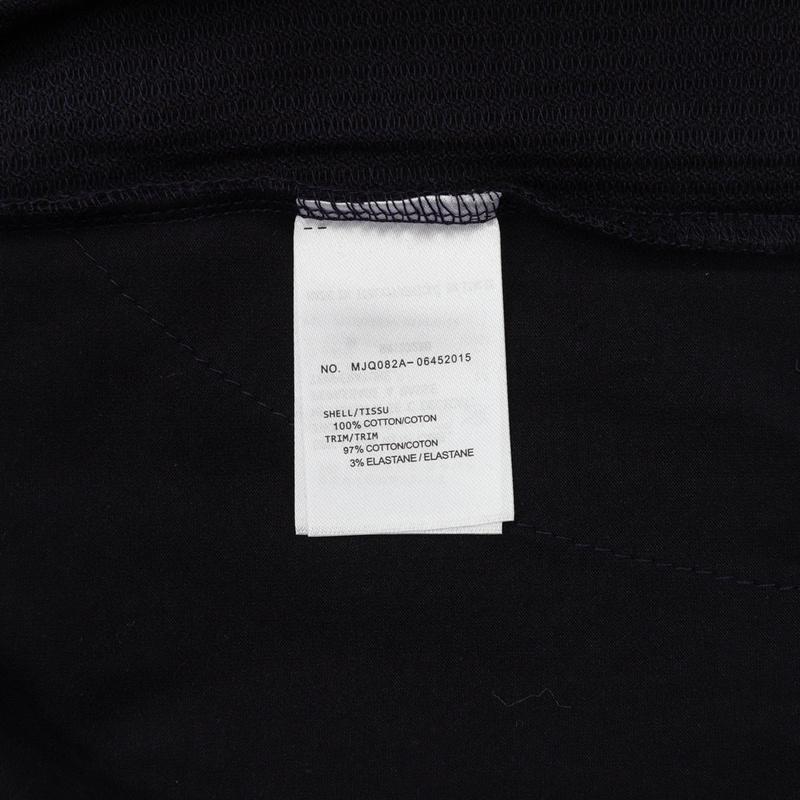 NO. MJQ082A-06452015
SHELL/TISSU
100% COTTON/COTON
TRIM/TRIM
97% COTTON/COTON
3% ELASTANE / ELASTANE